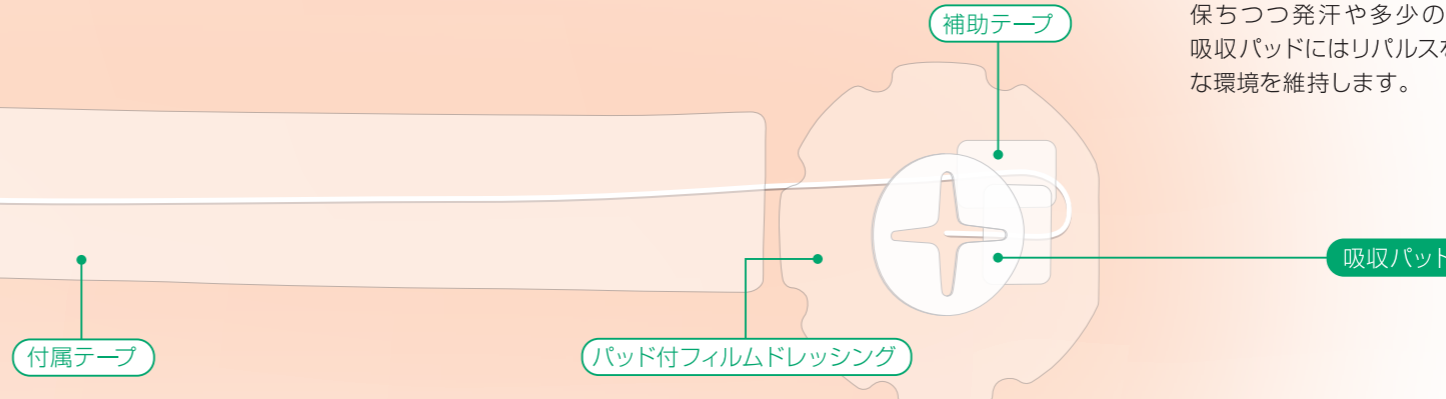 補助テープ
保ちつつ発汗や多少の
吸収パッドにはリパルスを
な環境を維持します。
吸収パッド
付属テープ
パッド付フィルムドレッシング